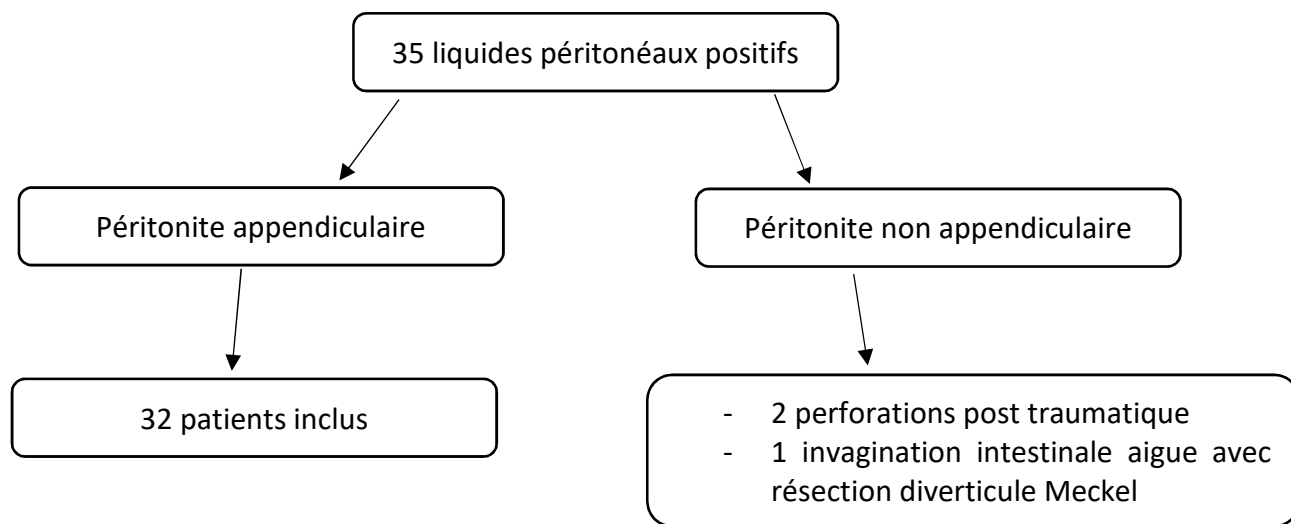 35 liquides péritonéaux positifs
Péritonite appendiculaire
Péritonite non appendiculaire
32 patients inclus
- 2 perforations post traumatique
- 1 invagination intestinale aigue avec
résection diverticule Meckel